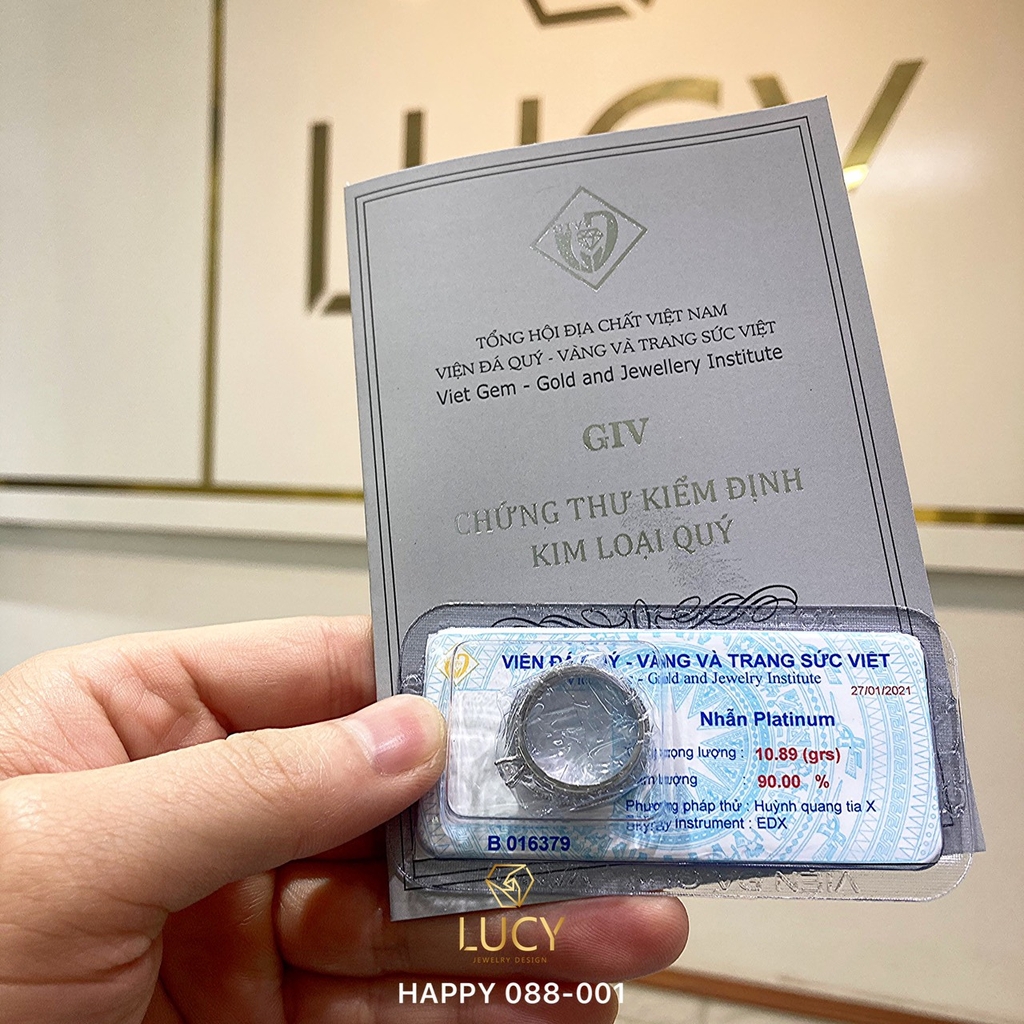 LUCY
TỔNG HỘI ĐỊA CHẤT VIỆT NAM
VIỆN ĐÁ QUÝ - VÀNG VÀ TRANG SỨC VIỆT
Viet Gem - Gold and Jewellery Institute
GIV
CHỨNG THƯ KIỂM ĐỊNH
KIM LOẠI QUÝ
VIỆN ĐÁ QUÝ - VÀNG VÀ TRANG SỨC VIỆT
- Gold and Jewelry Institute
27/01/2021
Nhẫn Platinum
lượng : 10.89 (grs)
lượng : 90.00 %
Phương pháp thử : Huỳnh quang tia X
Instrument : EDX
B 016379
LUCY
JEWELRY DESIGN
HAPPY 088-001